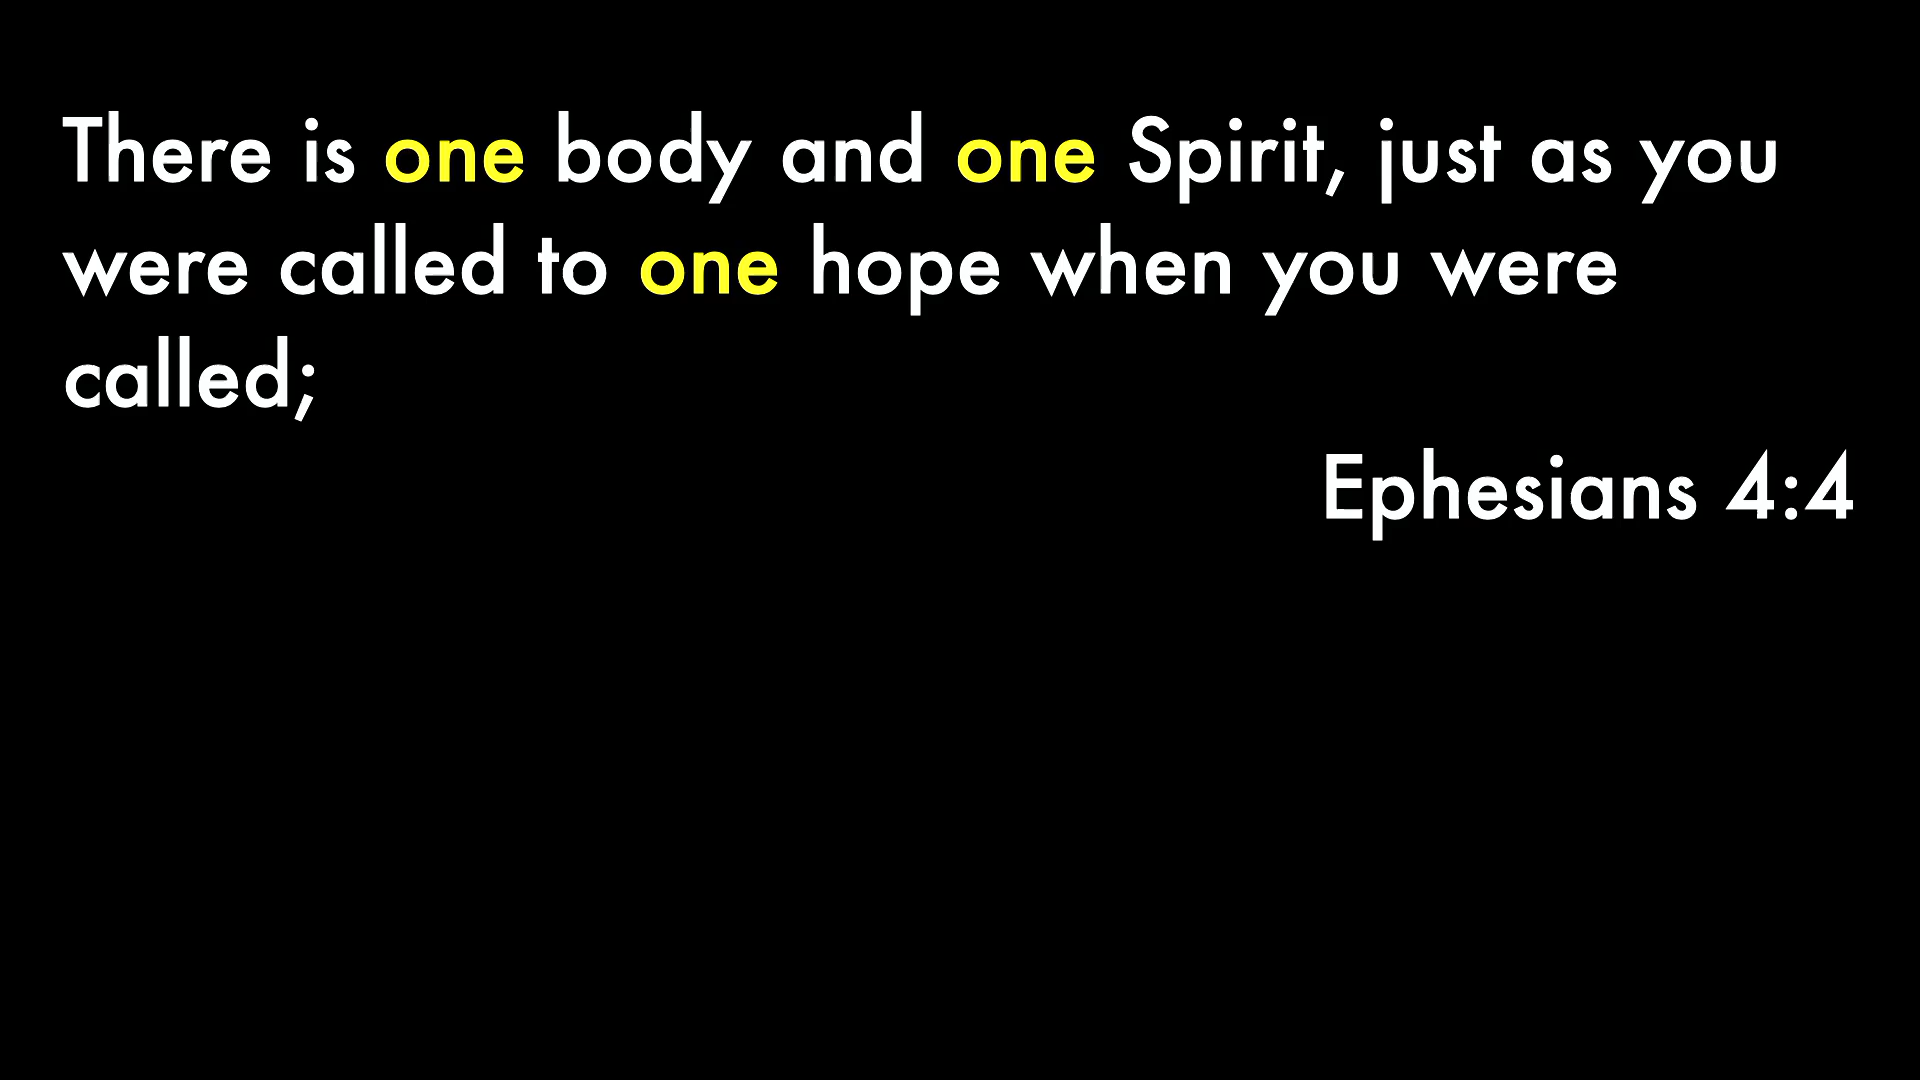 There is one body and one Spirit, just as you
were called to one hope when you were
called;
Ephesians 4:4